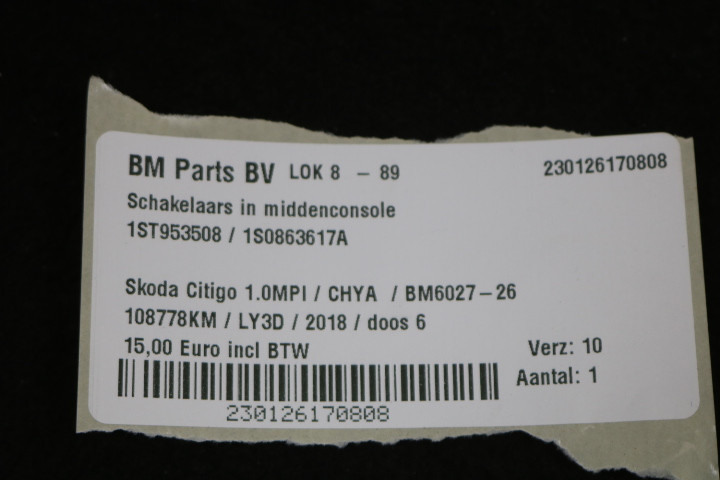 BM Parts BV LOK 8 - 89 230126170808
Schakelaars in middenconsole
1ST953508 / 1S0863617A
Skoda Citigo 1.0MPI / CHYA / BM6027-26
108778KM / LY3D / 2018 / doos 6
15,00 Euro incl BTW Verz: 10
Aantal: 1
230126170808